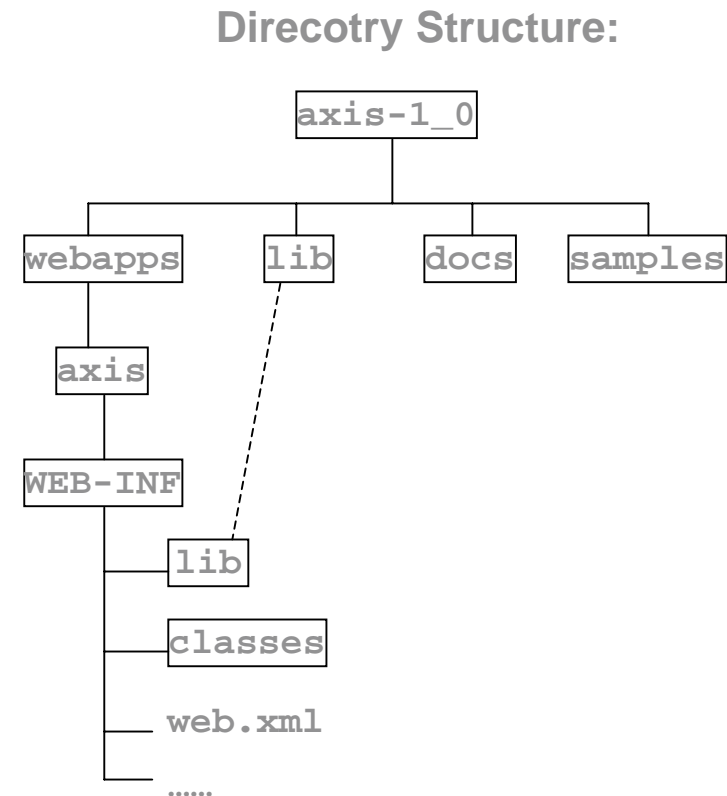 Direcotry Structure:
axis-1_0
webapps lib docs samples
axis
WEB-INF
lib
classes
web.xml
……